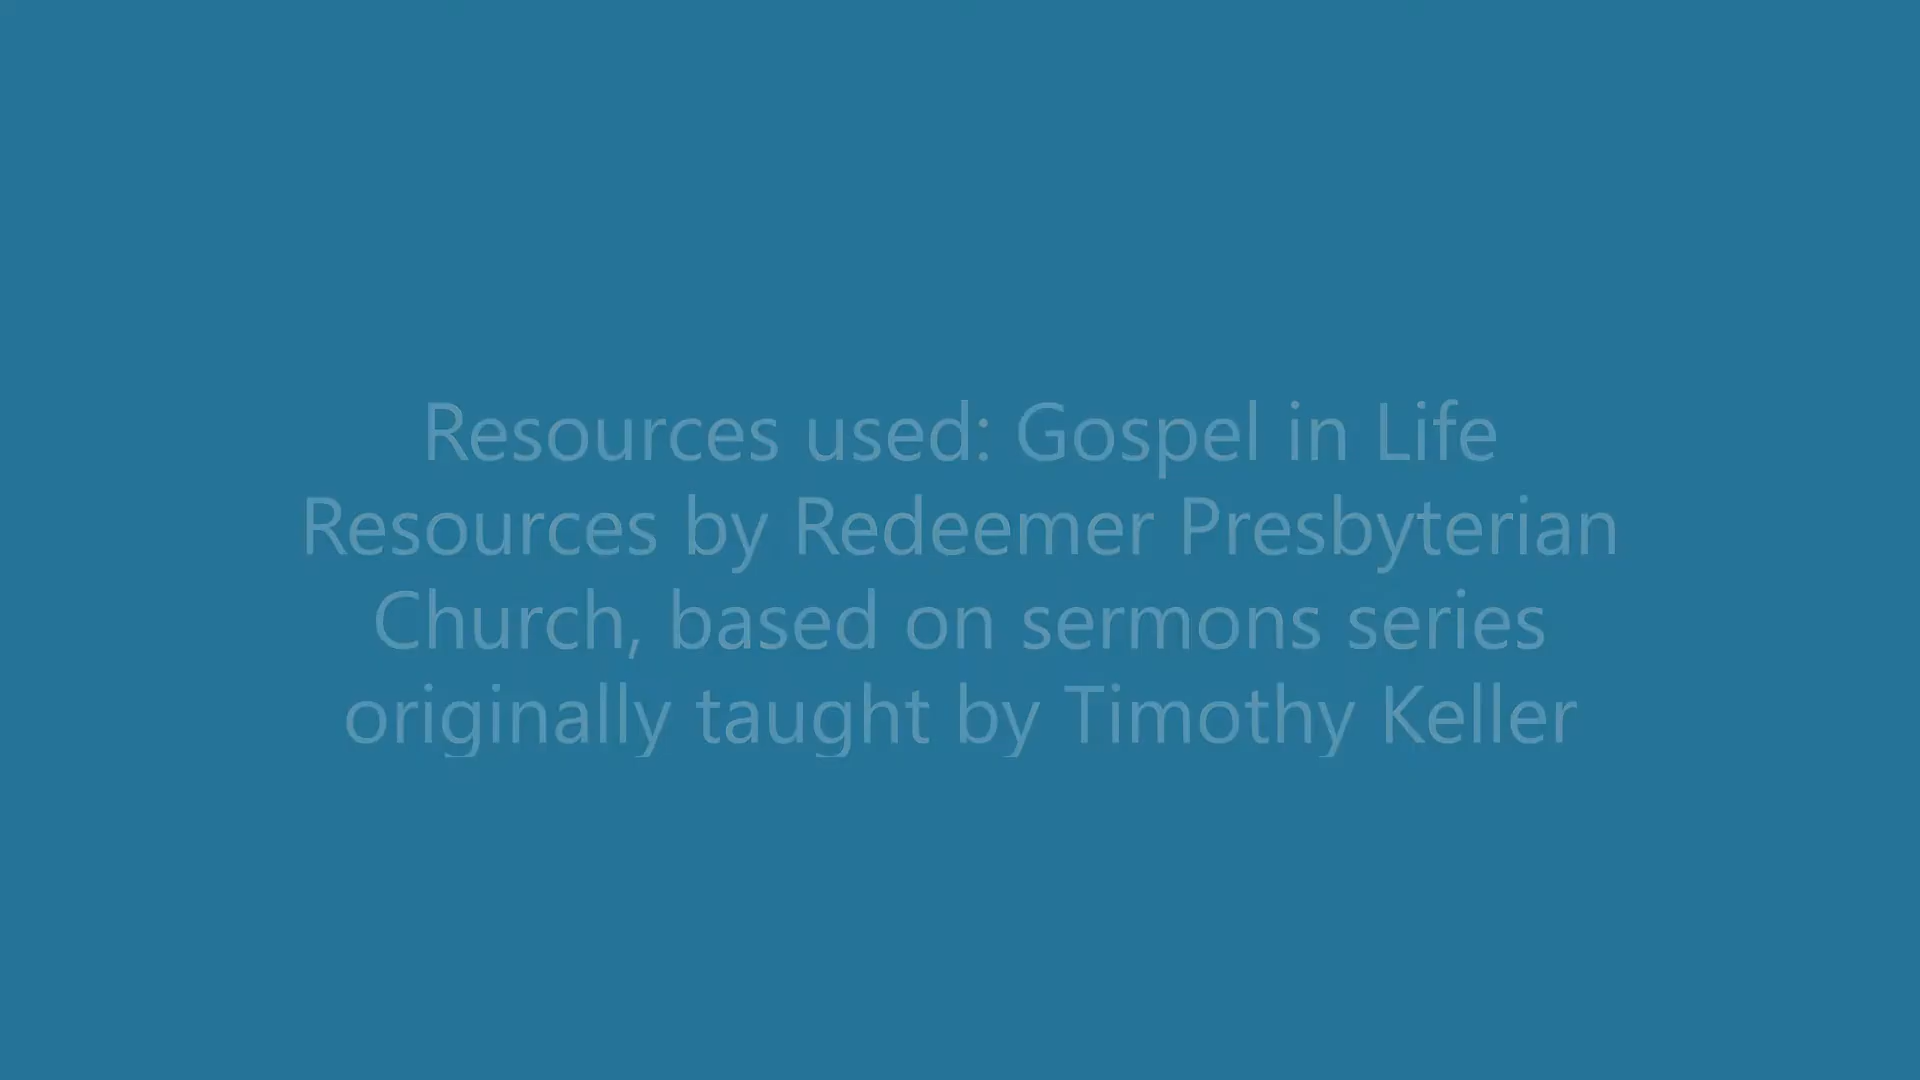 Resources used: Gospel in Life
Resources by Redeemer Presbyterian
Church, based on sermons series
originally taught by Timothy Keller